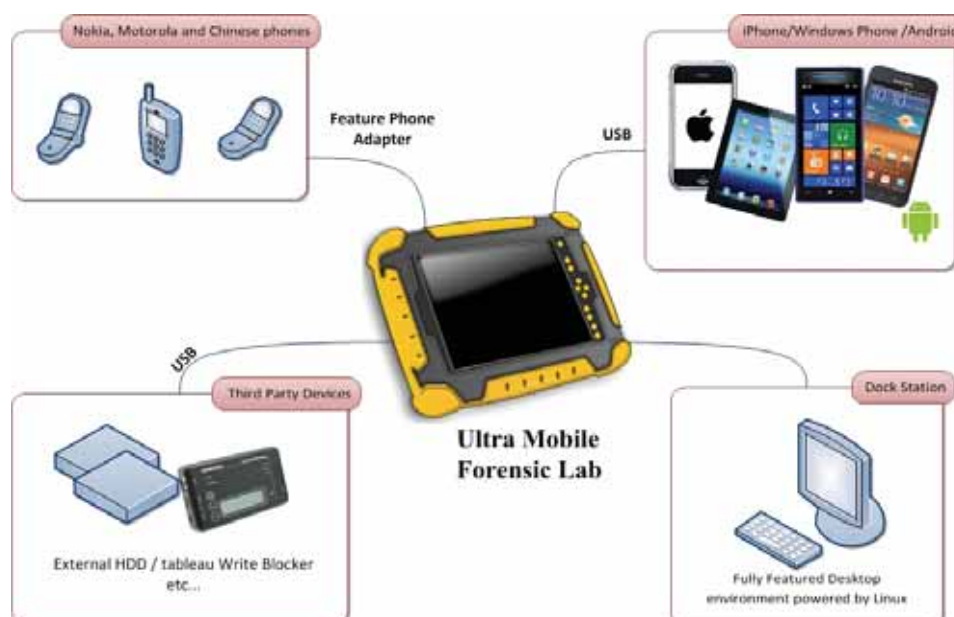 Nokia, Motorola and Chinese phones
iPhone/Windows Phone /Android
Feature Phone
Adapter
USB
USB
Third Party Devices
Dock Station
Ultra Mobile
Forensic Lab
External HDD / tableau Write Blocker
etc...
Fully Featured Desktop
environment powered by Linux